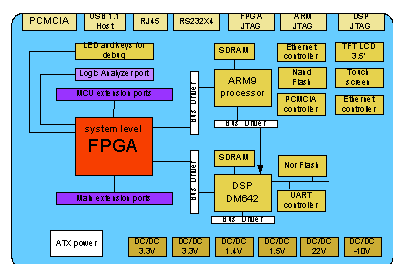 PCMCIA
USB 1.1
Host
RJ45
RS232X4
FPGA
JTAG
ARM
JTAG
DSP
JTAG
LED and keys for
debug
Logic Analyzer port
MCU extension ports
system level
FPGA
Main extension ports
Bus Driver
SDRAM
ARM9
processor
Bus Driver
Ethernet
controller
Nand
Flash
PCMCIA
controller
TFT LCD
3.5'
Touch
screen
Ethernet
controller
Bus Driver
SDRAM
DSP
DM642
Bus Driver
Nor Flash
UART
controller
ATX power
DC/DC
3.3V
DC/DC
3.3V
DC/DC
1.4V
DC/DC
1.5V
DC/DC
22V
DC/DC
-10V